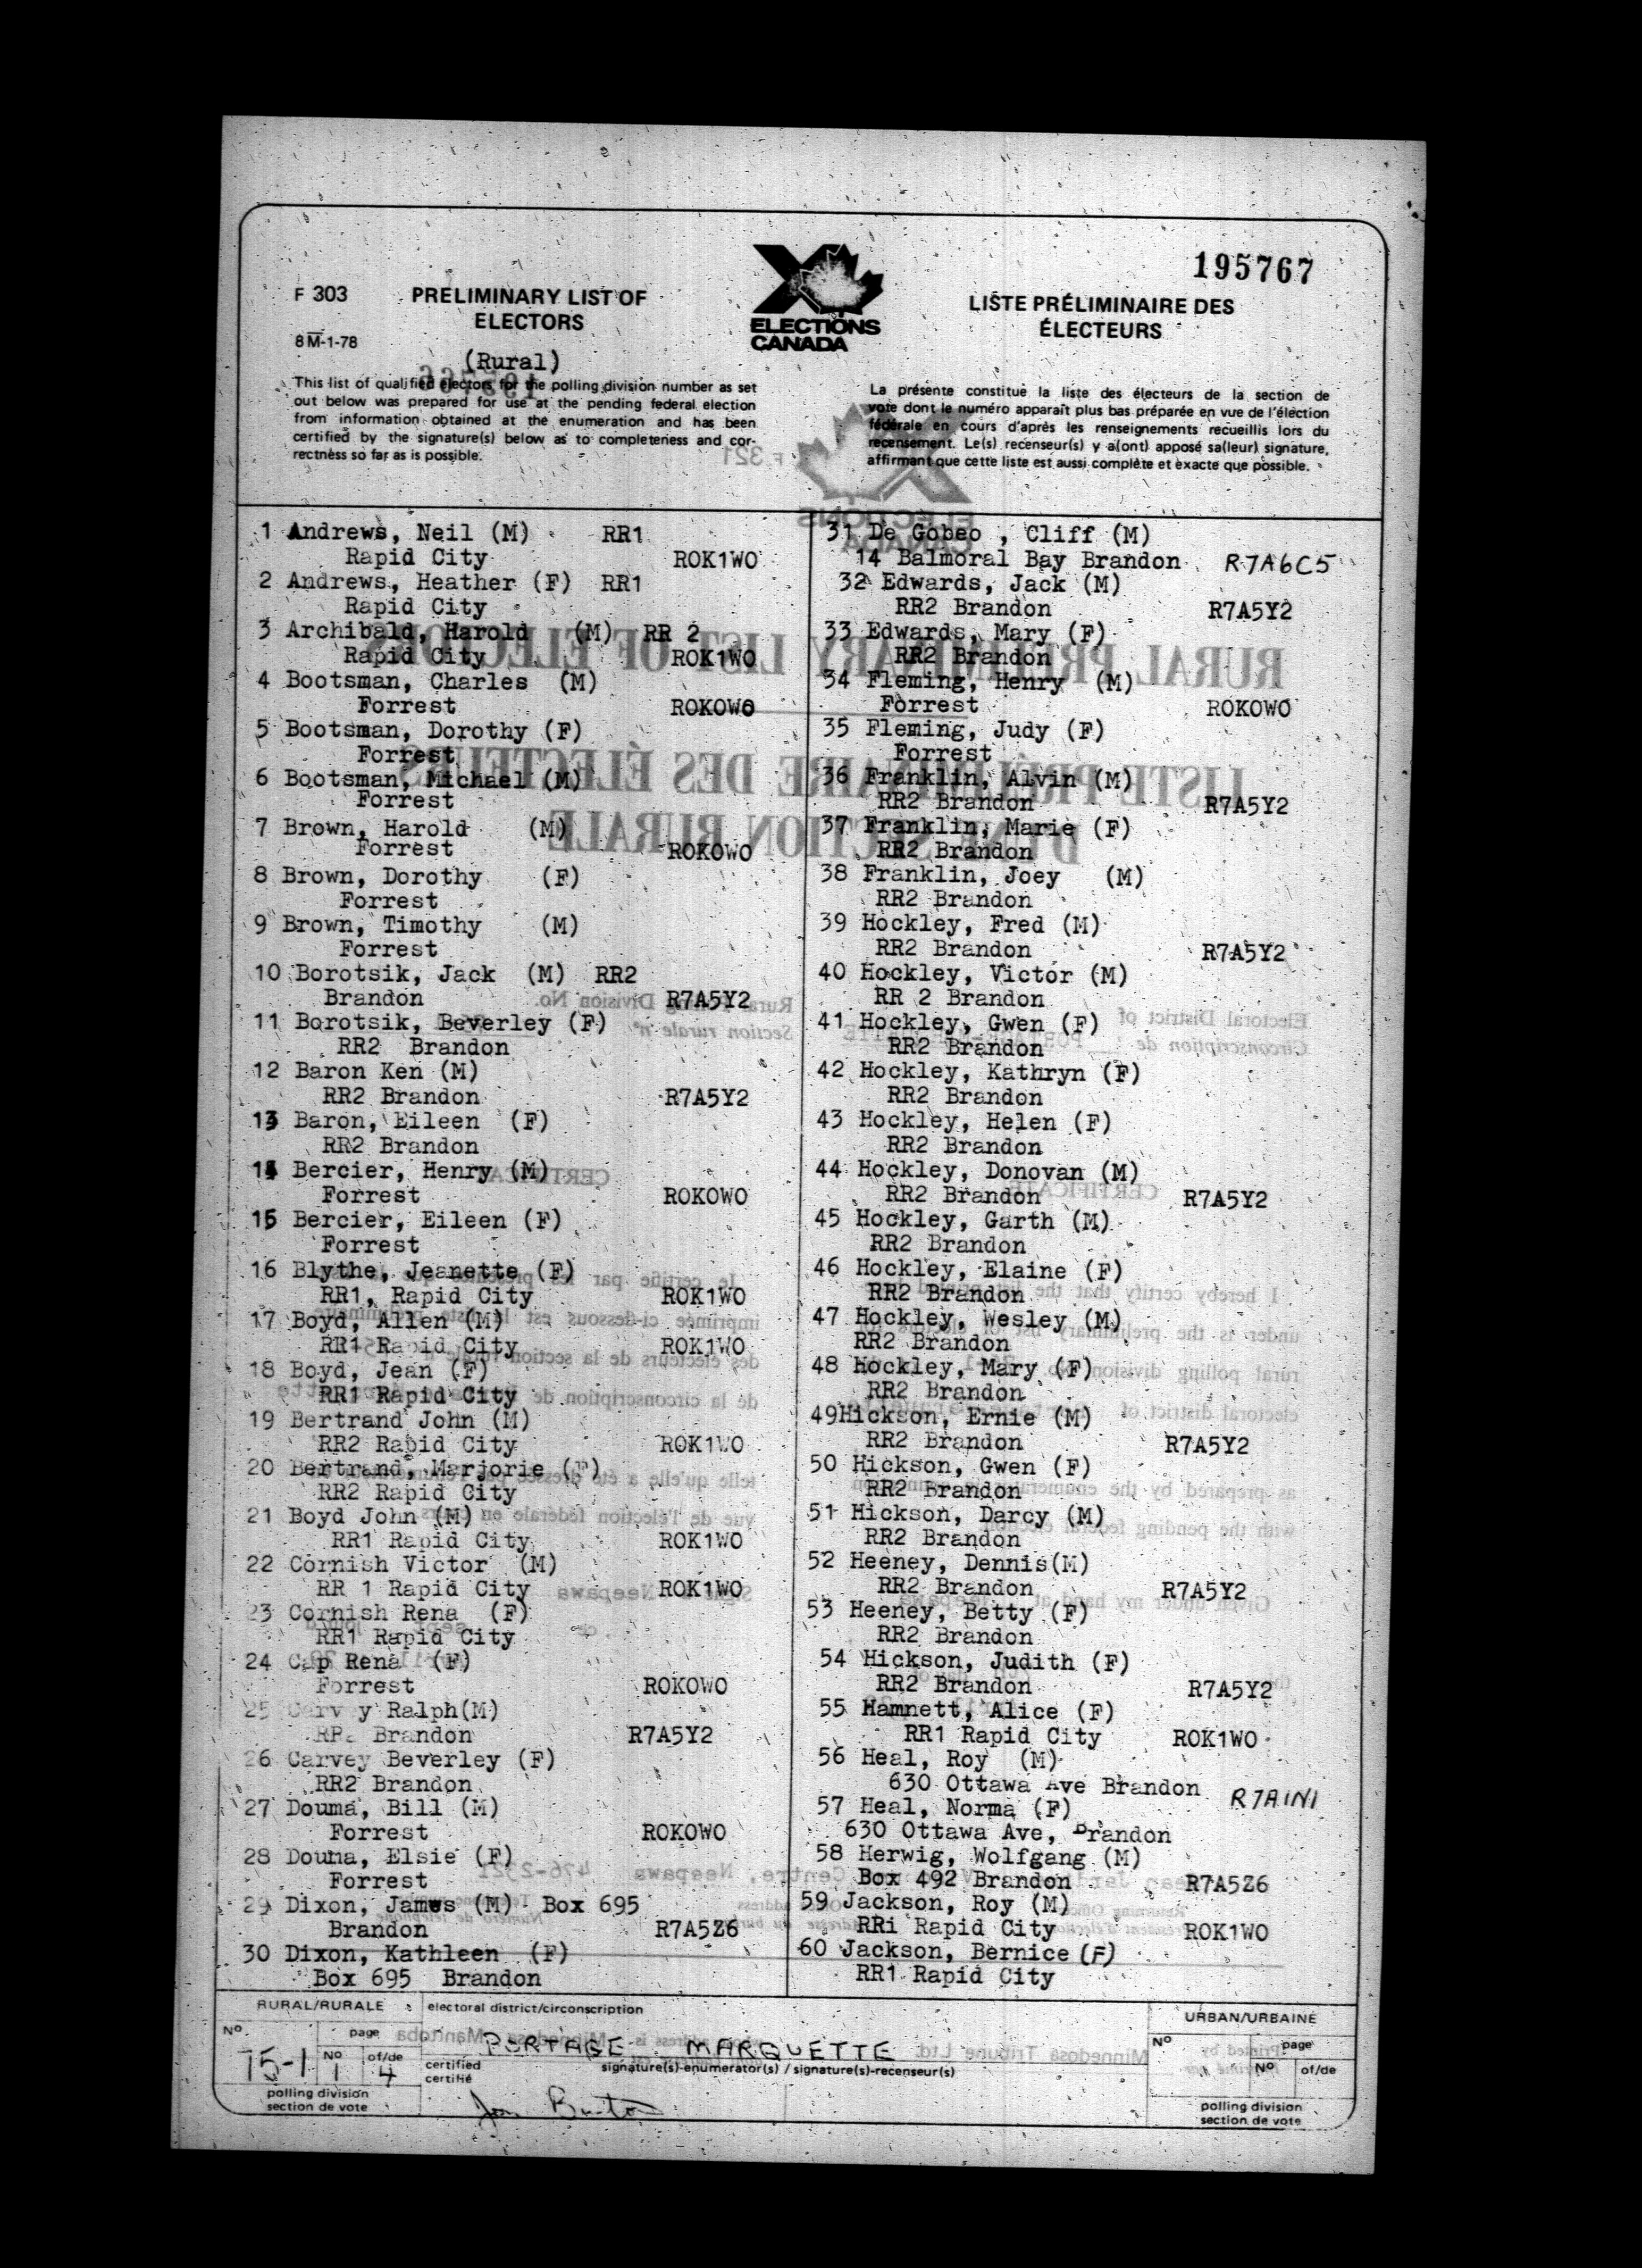 195767
F 303
8M-1-78
PRELIMINARY LIST OF
ELECTORS
(Rural)
ELECTIONS
CANADA
LISTE PRÉLIMINAIRE DES
ÉLECTEURS
This list of qualified electors for the polling division number as set
out below was prepared for use at the pending federal election
from information obtained at the enumeration and has been
certified by the signature(s) below as to completeness and cor-
rectness so far as is possible.
La présente constitue la liste des électeurs de la section de
vote dont le numéro apparaît plus bas préparée en vue de l'élection
fédérale en cours d'après les renseignements recueillis lors du
recensement. Le(s) recenseur(s) y a(ont) apposé sa(leur) signature,
affirmant que cette liste est aussi complète et exacte que possible.
1 Andrews, Neil (M) RR1
Rapid City ROK1WO
2 Andrews, Heather (F) RR1
Rapid City
3 Archibald, Harold (M) RR 2
Rapid City ROK1WO
4 Bootsman, Charles (M)
Forrest ROKOWO
5 Bootsman, Dorothy (F)
Forrest
6 Bootsman, Michael (M)
Forrest
7 Brown, Harold (M)
Forrest ROKOWO
8 Brown, Dorothy (F)
Forrest
9 Brown, Timothy (M)
Forrest
10 Borotsik, Jack (M) RR2
Brandon R7A5Y2
11 Borotsik, Beverley (F)
RR2 Brandon
12 Baron Ken (M)
RR2 Brandon R7A5Y2
13 Baron, Eileen (F)
RR2 Brandon
14 Bercier, Henry (M)
Forrest ROKOWO
15 Bercier, Eileen (F)
Forrest
16 Blythe, Jeanette (F)
RR1, Rapid City ROK1WO
17 Boyd, Allen (M)
RR1 Rapid City ROK1WO
18 Boyd, Jean (F)
RR1 Rapid City
19 Bertrand John (M)
RR2 Rapid City ROK1WO
20 Bertrand, Marjorie (F)
RR2 Rapid City
21 Boyd John (M)
RR1 Rapid City ROK1WO
22 Cornish Victor (M)
RR 1 Rapid City ROK1WO
23 Cornish Rena (F)
RR1 Rapid City
24 Cap Rena (F)
Forrest ROKOWO
25 Ralph(M)
Brandon R7A5Y2
26 Carvey Beverley (F)
RR2 Brandon
27 Douma, Bill (M)
Forrest ROKOWO
28 Douma, Elsie (F)
Forrest
29 Dixon, James (M) Box 695
Brandon R7A5Z6
30 Dixon, Kathleen (F)
Box 695 Brandon
31 De Gobeo , Cliff (M)
14 Balmoral Bay Brandon R7A6C5
32 Edwards, Jack (M)
RR2 Brandon R7A5Y2
33 Edwards, Mary (F)
RR2 Brandon
34 Fleming, Henry (M)
Forrest ROKOWO
35 Fleming, Judy (F)
Forrest
36 Franklin, Alvin (M)
RR2 Brandon R7A5Y2
37 Franklin, Marie (F)
RR2 Brandon
38 Franklin, Joey (M)
RR2 Brandon
39 Hockley, Fred (M)
RR2 Brandon R7A5Y2
40 Hockley, Victor (M)
RR 2 Brandon
41 Hockley, Gwen (F)
RR2 Brandon
42 Hockley, Kathryn (F)
RR2 Brandon
43 Hockley, Helen (F)
RR2 Brandon
44 Hockley, Donovan (M)
RR2 Brandon R7A5Y2
45 Hockley, Garth (M)
RR2 Brandon
46 Hockley, Elaine (F)
RR2 Brandon
47 Hockley, Wesley (M)
RR2 Brandon
48 Hockley, Mary (F)
RR2 Brandon
49Hickson, Ernie (M)
RR2 Brandon R7A5Y2
50 Hickson, Gwen (F)
RR2 Brandon
51 Hickson, Darcy (M)
RR2 Brandon
52 Heeney, Dennis(M)
RR2 Brandon R7A5Y2
53 Heeney, Betty (F)
RR2 Brandon
54 Hickson, Judith (F)
RR2 Brandon R7A5Y2
55 Hamnett, Alice (F)
RR1 Rapid City ROK1WO
56 Heal, Roy (M)
630 Ottawa Ave Brandon R7A1N1
57 Heal, Norma (F)
630 Ottawa Ave, Brandon
58 Herwig, Wolfgang (M)
Box 492 Brandon R7A5Z6
59 Jackson, Roy (M)
RRi Rapid City ROK1WO
60 Jackson, Bernice (F)
RR1 Rapid City
RURAL/RURALE
No 75-1
page
No 1 of/de 4
polling division
section de vote
electoral district/circonscription
PORTAGE MARQUETTE
certified
certifié
signature(s)-enumerator(s) / signature(s)-recenseur(s)
URBAN/URBAINE
No
page
No of/de
polling division
section de vote